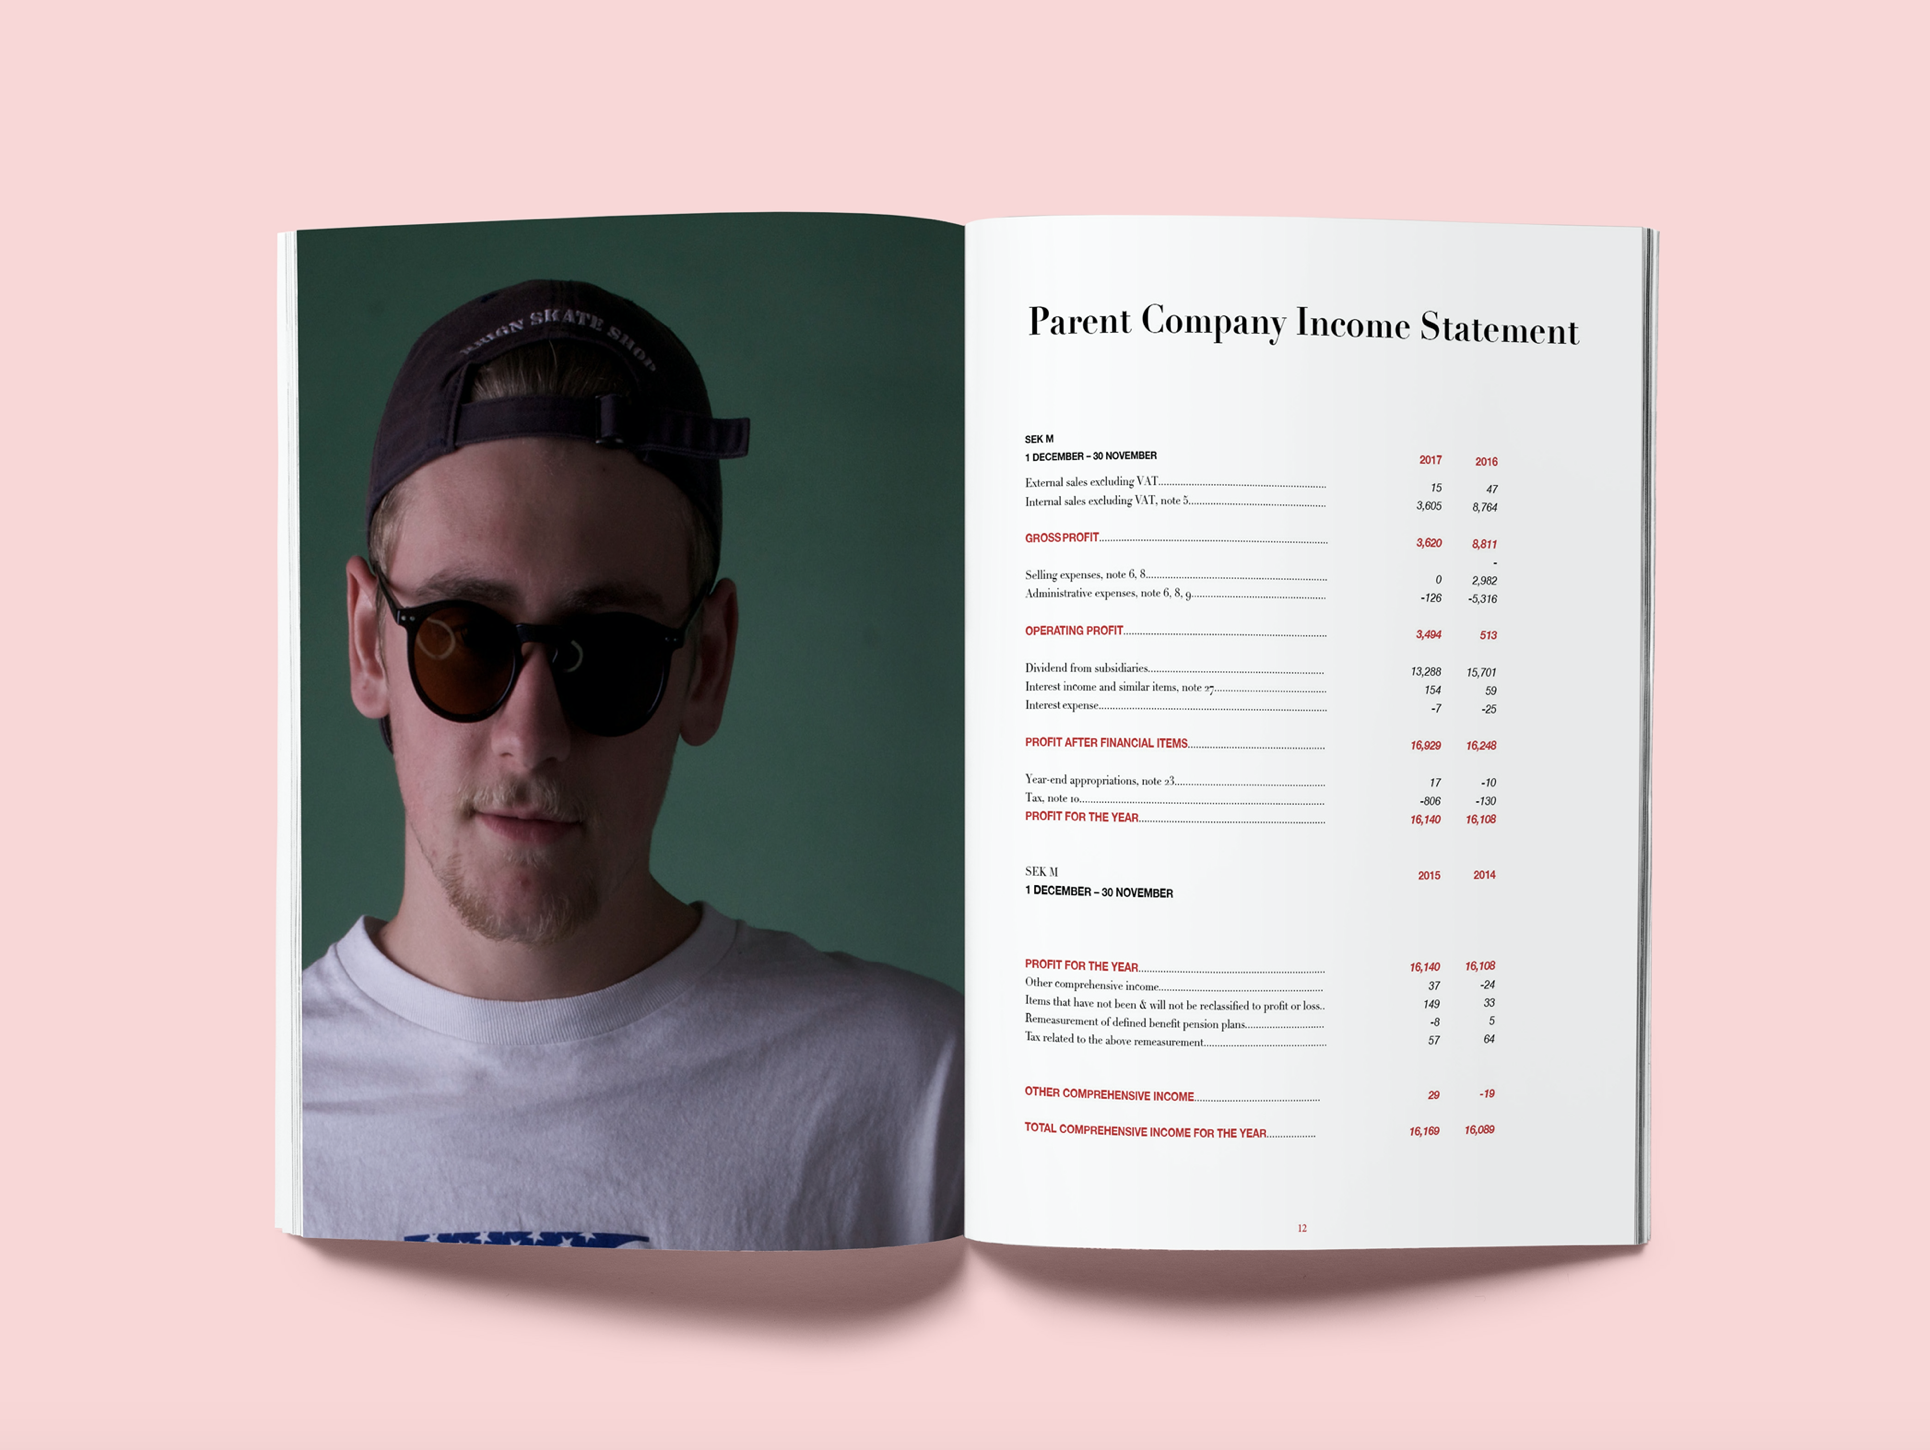 SKATE SHOP
Parent Company Income Statement
SEK M
1 DECEMBER – 30 NOVEMBER 2017 2016
External sales excluding VAT 15 47
Internal sales excluding VAT, note 5 3,605 8,764
GROSS PROFIT 3,620 8,811
-
Selling expenses, note 6, 8 0 2,982
Administrative expenses, note 6, 8, 9 -126 -5,316
OPERATING PROFIT 3,494 513
Dividend from subsidiaries 13,288 15,701
Interest income and similar items, note 27 154 59
Interest expense -7 -25
PROFIT AFTER FINANCIAL ITEMS 16,929 16,248
Year-end appropriations, note 23 17 -10
Tax, note 10 -806 -130
PROFIT FOR THE YEAR 16,140 16,108
SEK M 2015 2014
1 DECEMBER – 30 NOVEMBER
PROFIT FOR THE YEAR 16,140 16,108
Other comprehensive income 37 -24
Items that have not been & will not be reclassified to profit or loss.. 149 33
Remeasurement of defined benefit pension plans -8 5
Tax related to the above remeasurement 57 64
OTHER COMPREHENSIVE INCOME 29 -19
TOTAL COMPREHENSIVE INCOME FOR THE YEAR 16,169 16,089
12